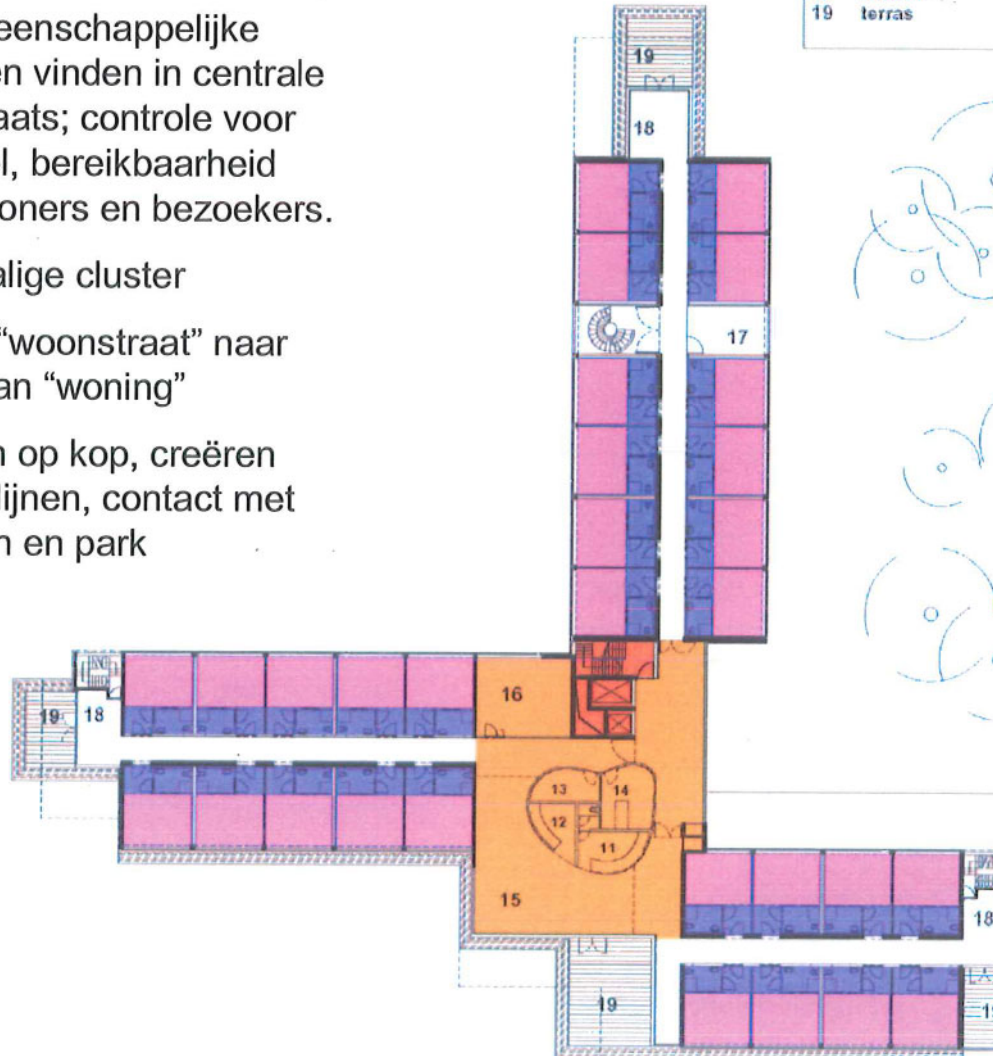 eenschappelijke
en vinden in centrale
aats; controle voor
l, bereikbaarheid
oners en bezoekers.
alige cluster
"woonstraat" naar
an "woning"
n op kop, creëren
lijnen, contact met
n en park
19 terras
19
18
17
16
19 18
13 14
12
11
15
18
19
19